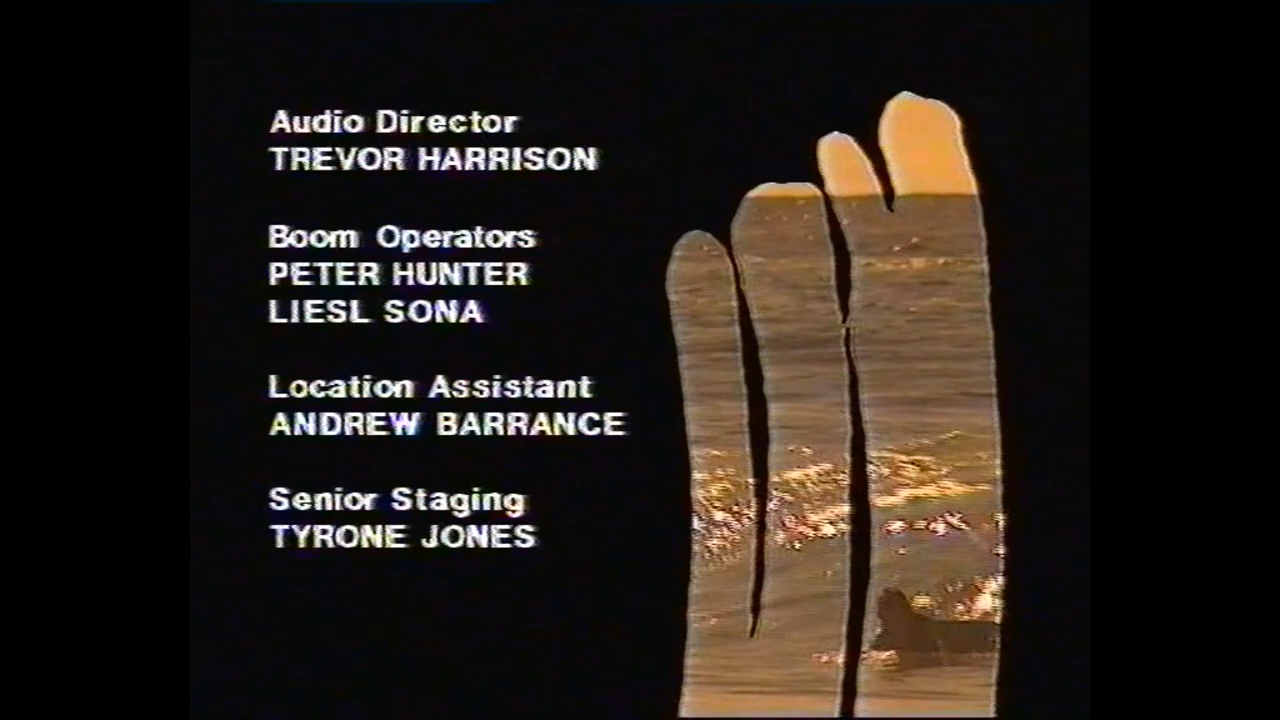 Audio Director
TREVOR HARRISON
Boom Operators
PETER HUNTER
LIESL SONA
Location Assistant
ANDREW BARRANCE
Senior Staging
TYRONE JONES